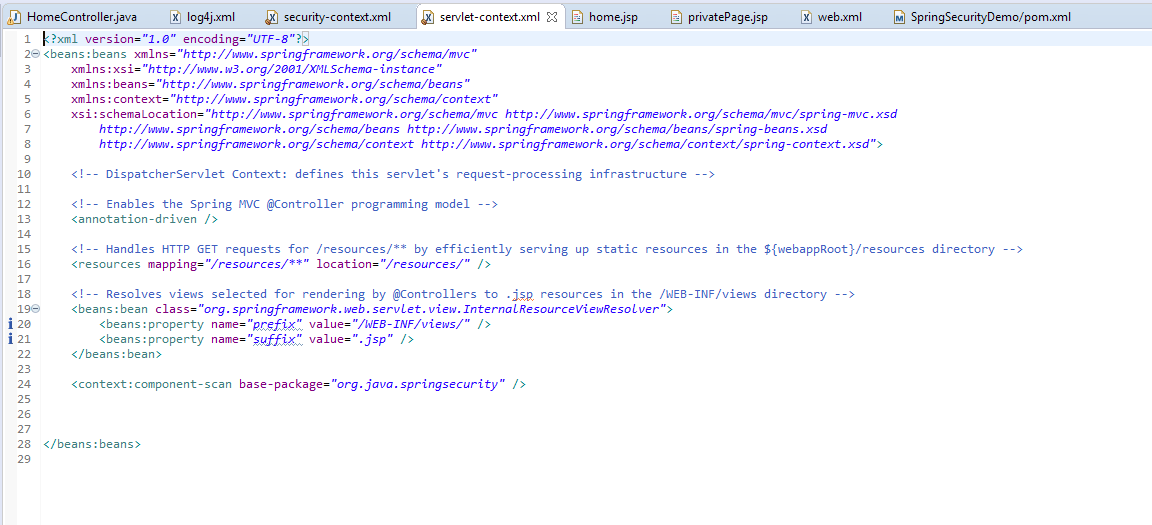 HomeController.java log4j.xml security-context.xml servlet-context.xml home.jsp privatePage.jsp web.xml SpringSecurityDemo/pom.xml
1 <?xml version="1.0" encoding="UTF-8"?>
2 <beans:beans xmlns="http://www.springframework.org/schema/mvc"
3 xmlns:xsi="http://www.w3.org/2001/XMLSchema-instance"
4 xmlns:beans="http://www.springframework.org/schema/beans"
5 xmlns:context="http://www.springframework.org/schema/context"
6 xsi:schemaLocation="http://www.springframework.org/schema/mvc http://www.springframework.org/schema/mvc/spring-mvc.xsd
7 http://www.springframework.org/schema/beans http://www.springframework.org/schema/beans/spring-beans.xsd
8 http://www.springframework.org/schema/context http://www.springframework.org/schema/context/spring-context.xsd">
9
10 <!-- DispatcherServlet Context: defines this servlet's request-processing infrastructure -->
11
12 <!-- Enables the Spring MVC @Controller programming model -->
13 <annotation-driven />
14
15 <!-- Handles HTTP GET requests for /resources/** by efficiently serving up static resources in the ${webappRoot}/resources directory -->
16 <resources mapping="/resources/**" location="/resources/" />
17
18 <!-- Resolves views selected for rendering by @Controllers to .jsp resources in the /WEB-INF/views directory -->
19 <beans:bean class="org.springframework.web.servlet.view.InternalResourceViewResolver">
20 <beans:property name="prefix" value="/WEB-INF/views/" />
21 <beans:property name="suffix" value=".jsp" />
22 </beans:bean>
23
24 <context:component-scan base-package="org.java.springsecurity" />
25
26
27
28 </beans:beans>
29